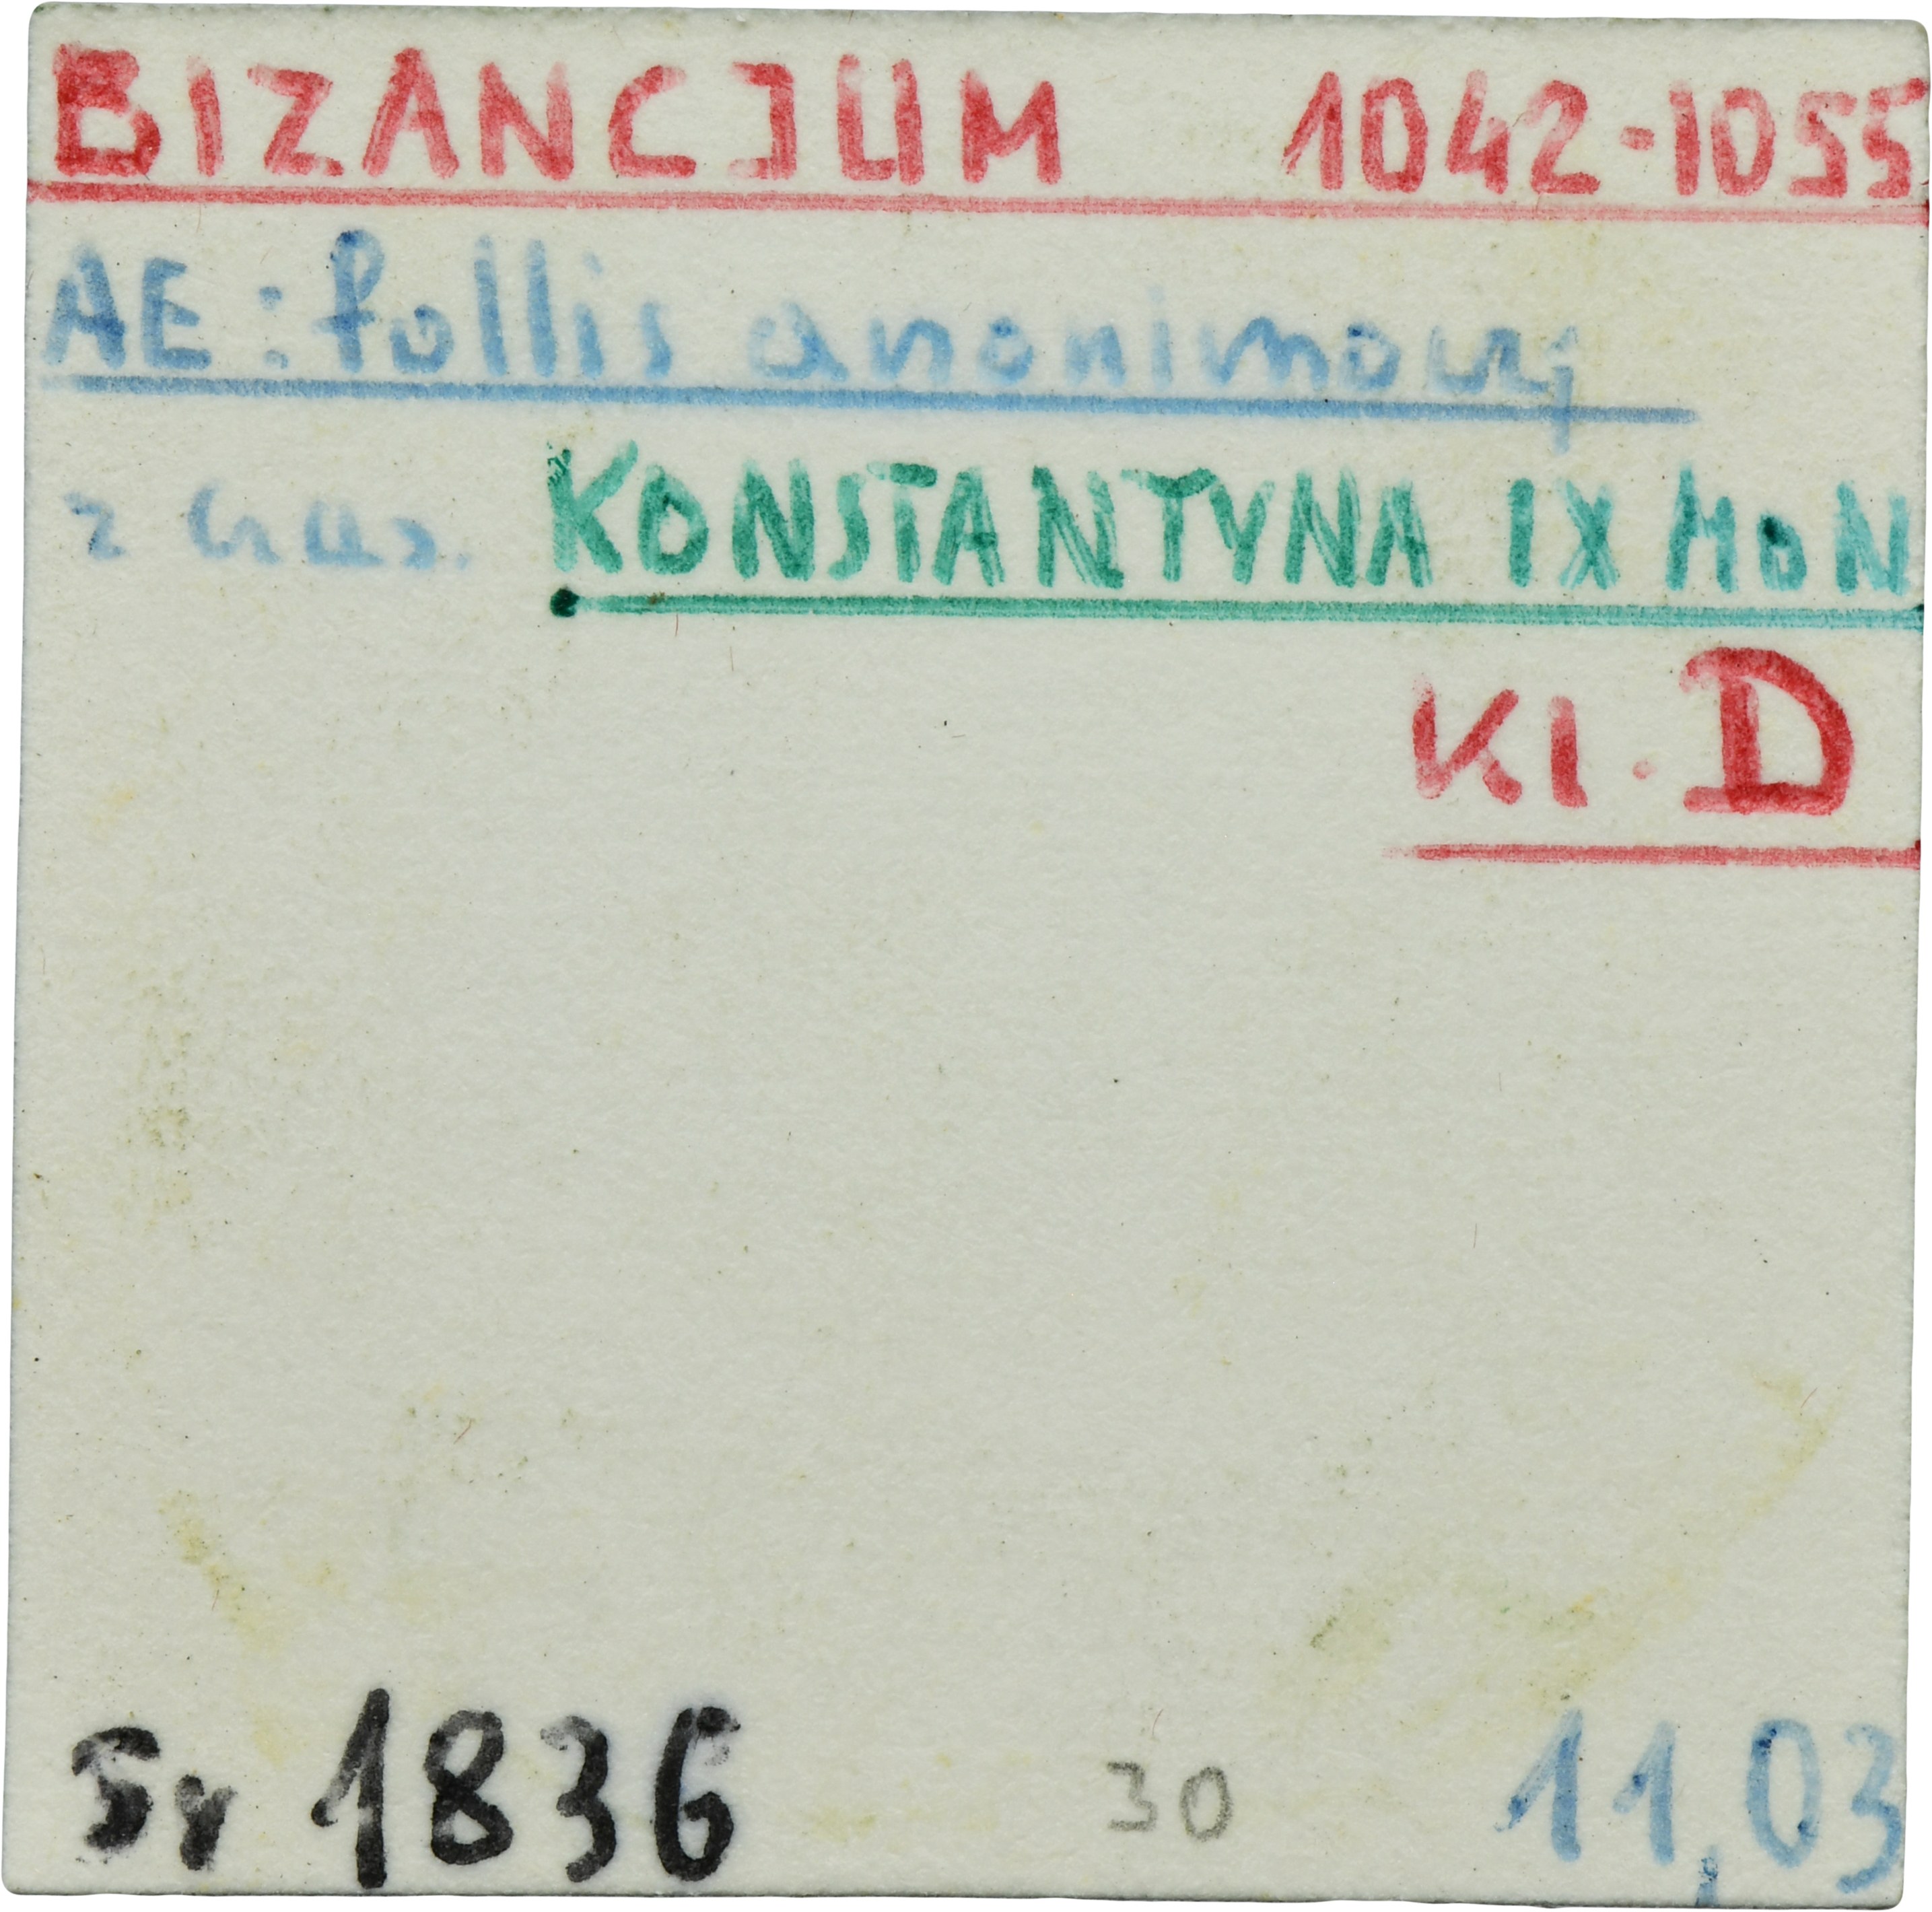 BIZANCJUM 1042-1055
AE: follis anonimowy
z czas. KONSTANTYNA IX MON
Kl. D
Sr 1836 30 11,03